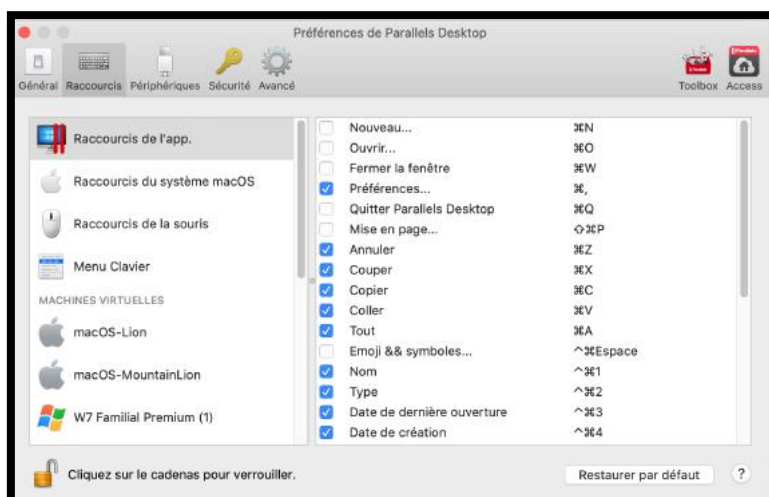 Préférences de Parallels Desktop
Général Raccourcis Périphériques Sécurité Avancé Toolbox Access
Raccourcis de l'app.
Raccourcis du système macOS
Raccourcis de la souris
Menu Clavier
MACHINES VIRTUELLES
macOS-Lion
macOS-MountainLion
W7 Familial Premium (1)
Nouveau... ⌘N
Ouvrir... ⌘O
Fermer la fenêtre ⌘W
Préférences... ⌘,
Quitter Parallels Desktop ⌘Q
Mise en page... ⇧⌘P
Annuler ⌘Z
Couper ⌘X
Copier ⌘C
Coller ⌘V
Tout ⌘A
Emoji && symboles... ^⌘Espace
Nom ^⌘1
Type ^⌘2
Date de dernière ouverture ^⌘3
Date de création ^⌘4
Cliquez sur le cadenas pour verrouiller. Restaurer par défaut ?